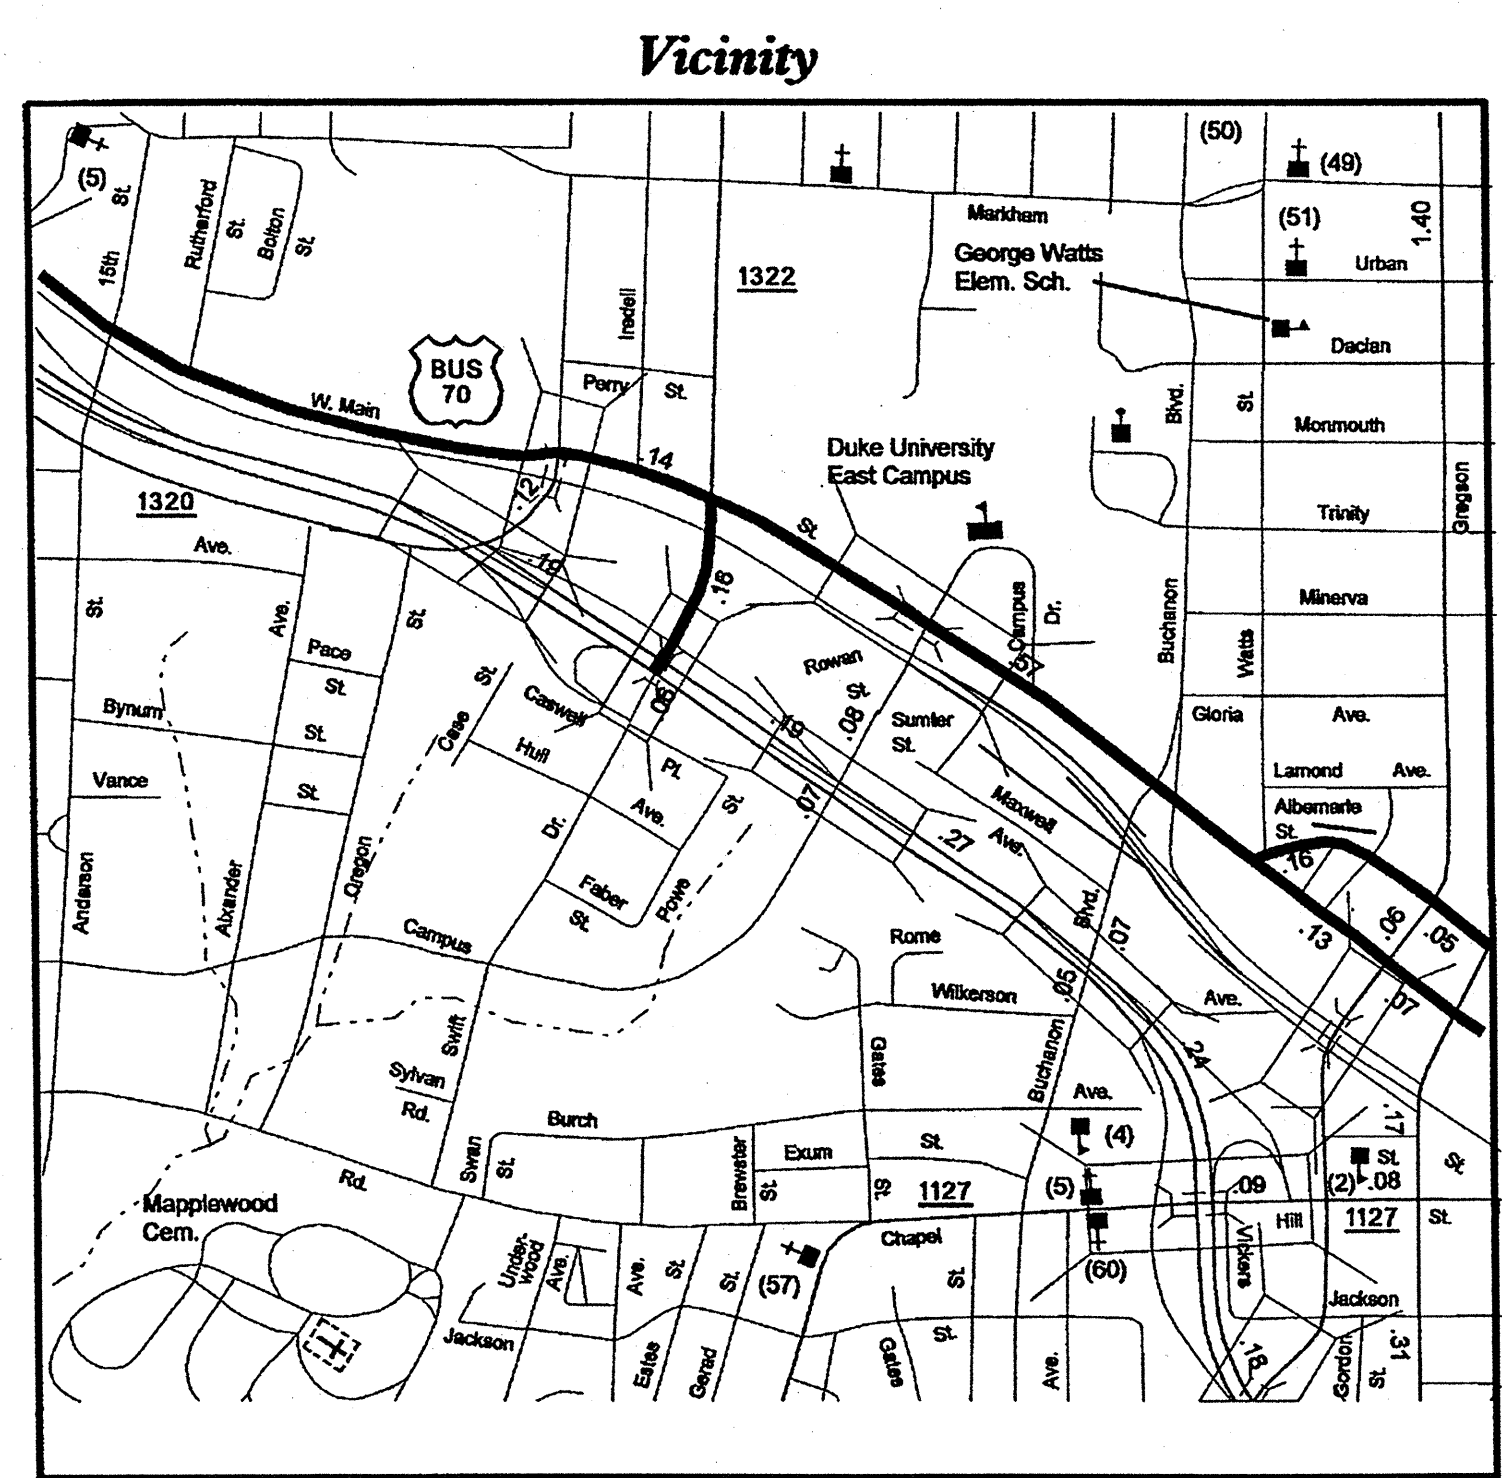 Vicinity
(50)
(49)
(5)
St.
Rutherford
St.
Bolton
St.
15th
Markham
(51)
1.40
George Watts
Elem. Sch.
Urban
1322
Iredell
Dacian
BUS
70
Perry
St.
W. Main
Blvd.
St.
Monmouth
.14
Duke University
East Campus
1320
.12
Trinity
Gregson
St.
Ave.
.19
.16
St.
Ave.
St.
Campus
Dr.
Buchanon
Minerva
Watts
Pace
St.
Rowan
St.
.57
St.
Case
Caswell
.06
Bynum
St.
Hull
Pl.
.19
.08
Sumter
St.
Gloria
Ave.
Vance
St.
Ave.
St.
.07
Maxwell
Ave.
Lamond
Ave.
Albemarle
St.
.16
Dr.
.27
Anderson
Alxander
Oregon
Faber
St.
Powe
Blvd.
.07
.13
.06
.05
Campus
Rome
Wilkerson
.05
Ave.
.07
Swift
Gates
Buchanon
.24
Sylvan
Rd.
Ave.
Burch
(4)
.17
Swan
St.
Brewster
St.
Exum
St.
St.
St.
Rd.
St.
1127
(5)
.09
(2)
.08
Mapplewood
Cem.
Hill
1127
St.
Chapel
Under-
wood
Ave.
Ave.
St.
St.
(57)
St.
(60)
Vickers
Jackson
Jackson
St.
Estes
Gerad
Gates
Ave.
.18
Gordon
St.
.31